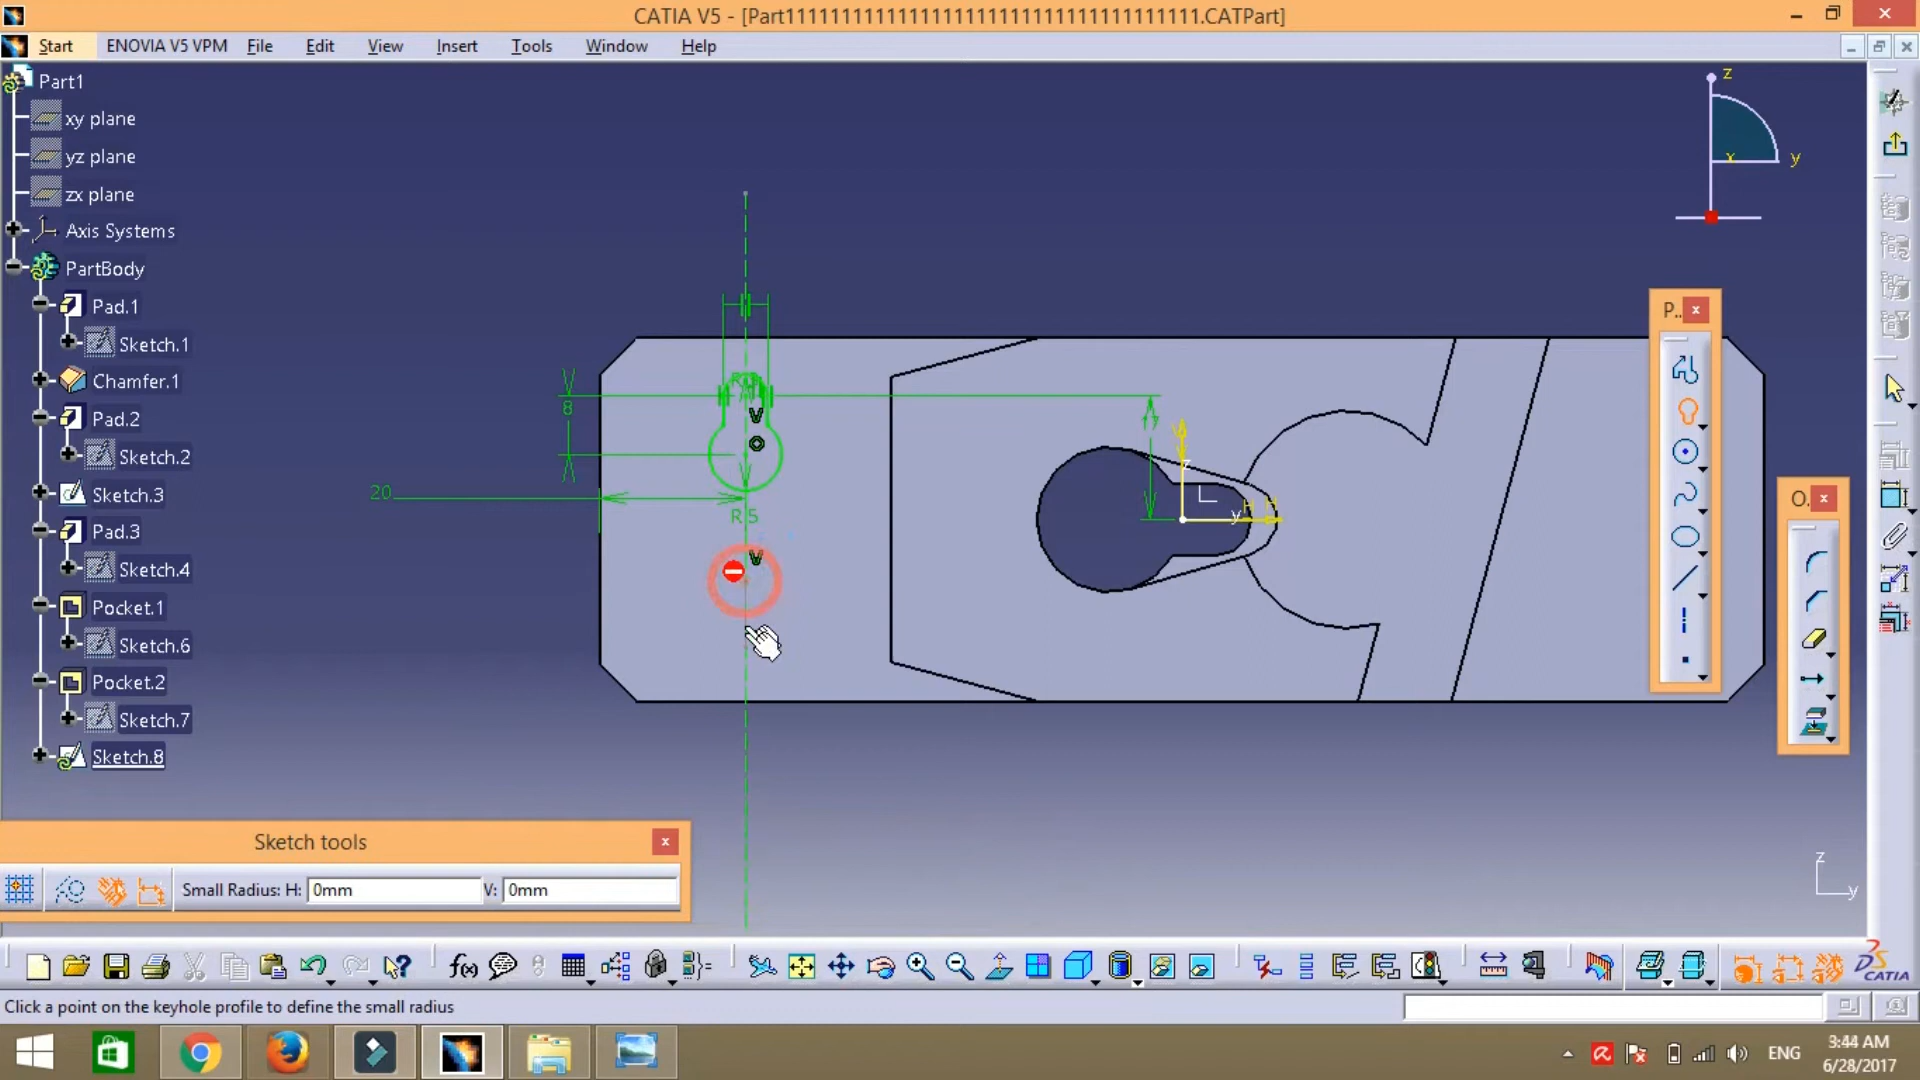 CATIA V5 - [Part1111111111111111111111111111111111111.CATPart]
Start ENOVIA V5 VPM File Edit View Insert Tools Window Help
Part1
xy plane
yz plane
zx plane
Axis Systems
PartBody
Pad.1
Sketch.1
Chamfer.1
Pad.2
Sketch.2
Sketch.3
Pad.3
Sketch.4
Pocket.1
Sketch.6
Pocket.2
Sketch.7
Sketch.8
z
x
y
P..
O.
8
V
20
R 5
V
z
y
H H
z
y
Sketch tools
Small Radius: H: 0mm V: 0mm
f(x)
DS CATIA
Click a point on the keyhole profile to define the small radius
ENG
3:44 AM
6/28/2017